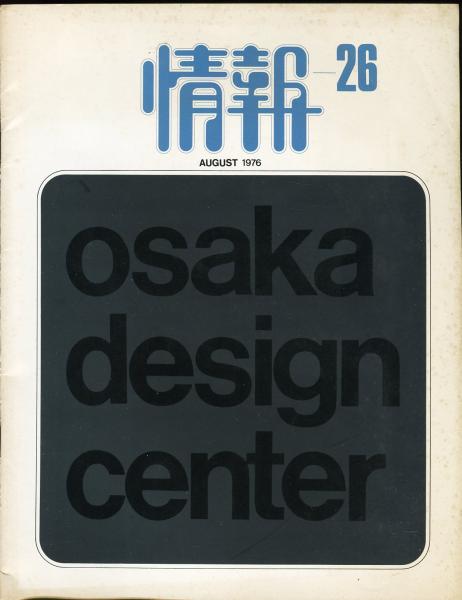 情報—26
AUGUST 1976
osaka
design
center